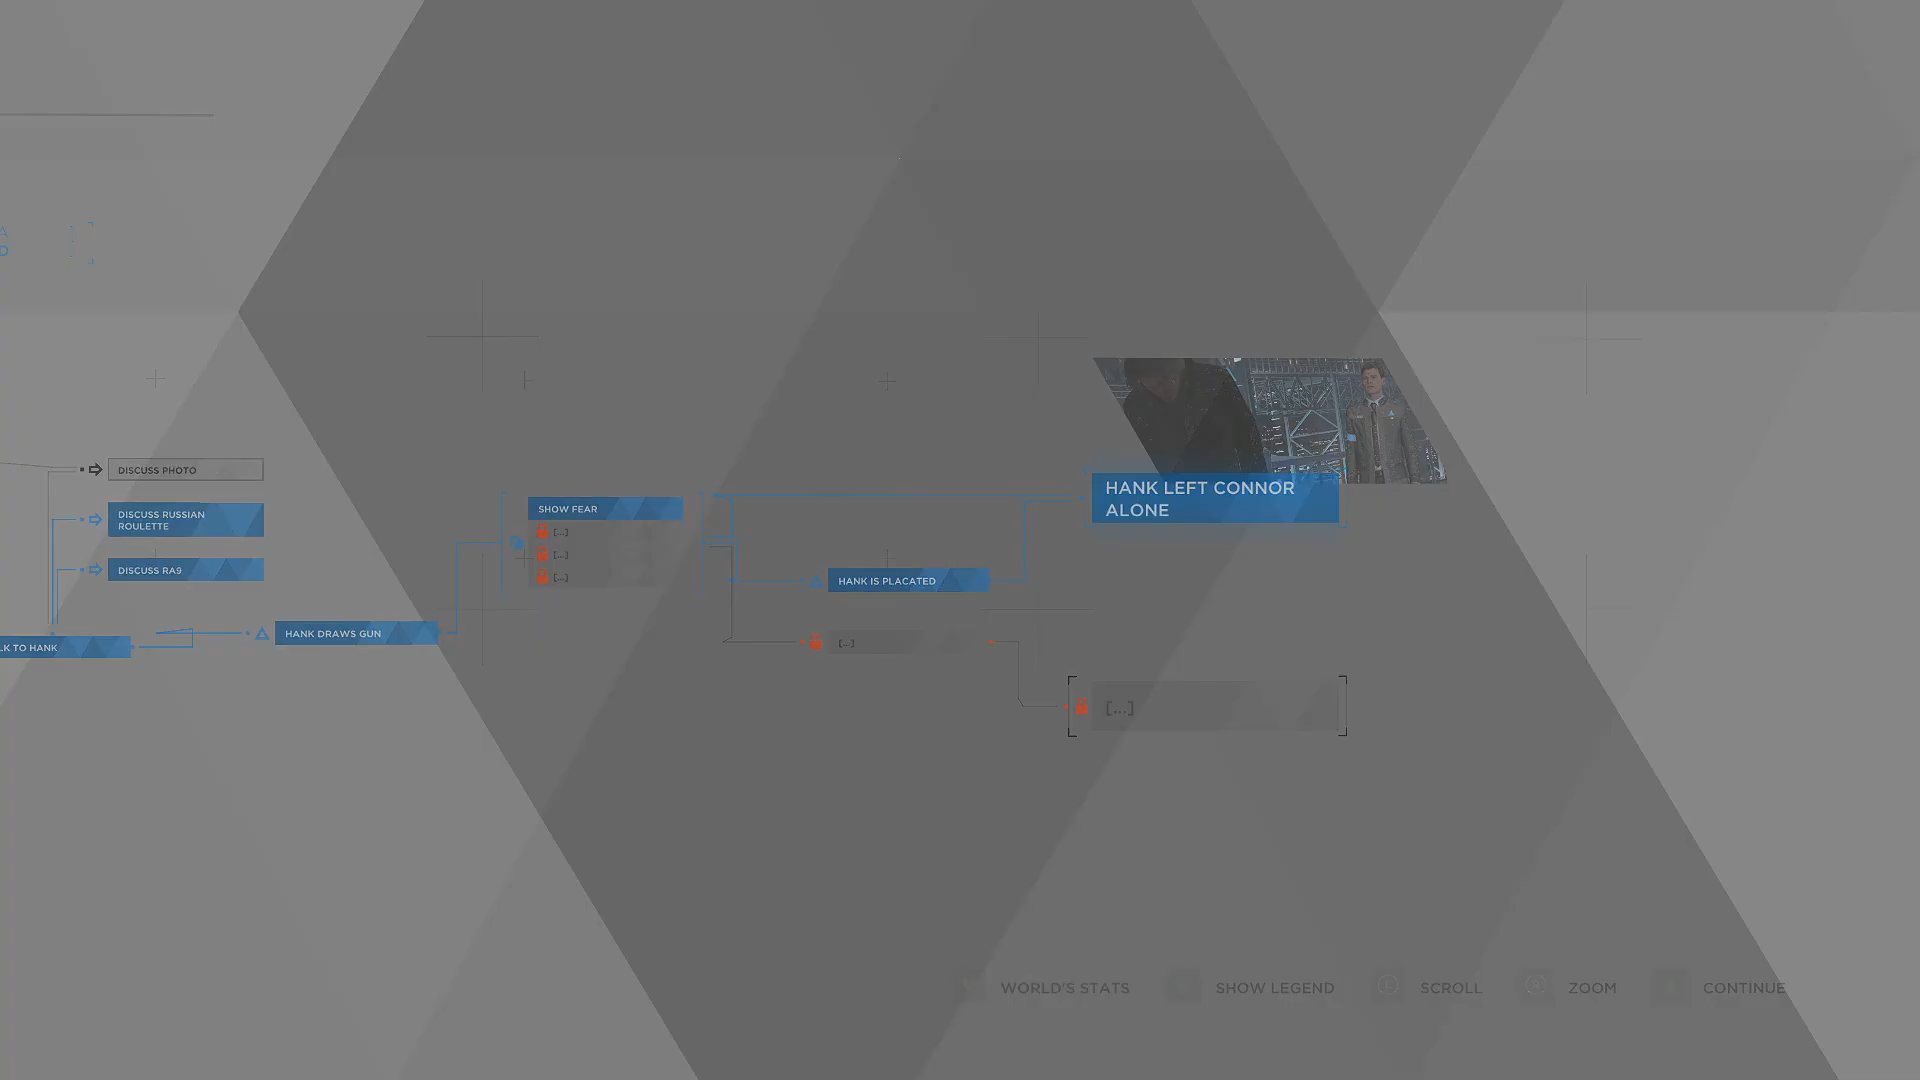 A
D
DISCUSS PHOTO
DISCUSS RUSSIAN
ROULETTE
DISCUSS RA9
LK TO HANK
HANK DRAWS GUN
SHOW FEAR
[...]
[...]
[...]
HANK IS PLACATED
[...]
HANK LEFT CONNOR
ALONE
[...]
WORLD'S STATS
SHOW LEGEND
SCROLL
ZOOM
CONTINUE